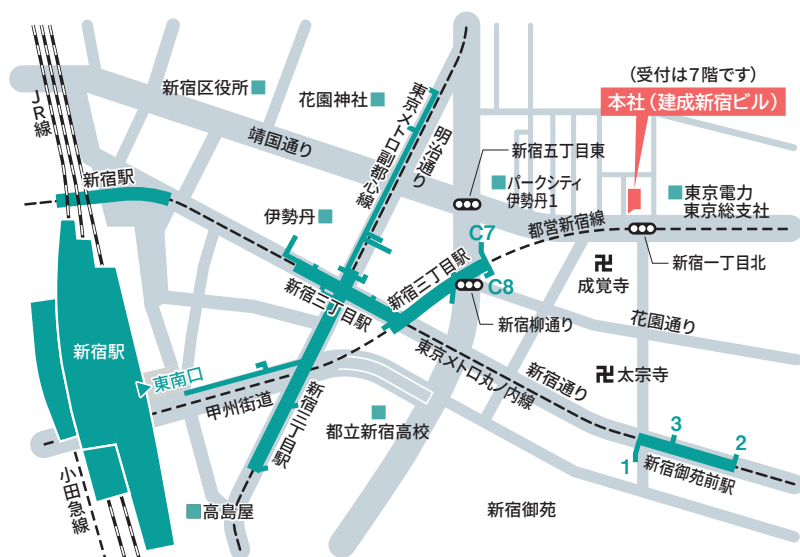 (受付は7階です)
本社(建成新宿ビル)
JR線
新宿区役所
花園神社
東京メトロ副都心線
明治通り
靖国通り
新宿五丁目東
パークシティ
伊勢丹1
東京電力
東京総支社
新宿駅
伊勢丹
都営新宿線
C7
新宿三丁目駅
新宿一丁目北
成覚寺
新宿三丁目駅
C8
新宿柳通り
花園通り
新宿駅
東南口
東京メトロ丸ノ内線
新宿通り
太宗寺
甲州街道
新宿三丁目駅
都立新宿高校
3
2
1
新宿御苑前駅
小田急線
高島屋
新宿御苑